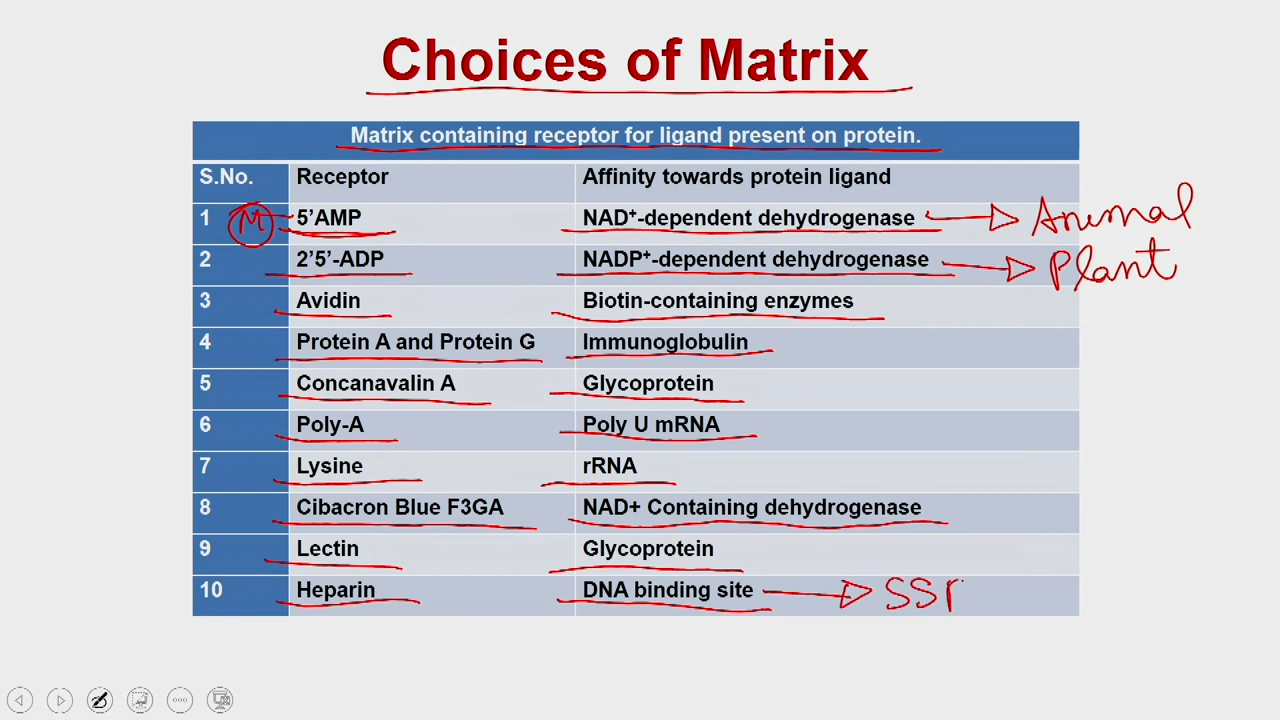 Choices of Matrix
Matrix containing receptor for ligand present on protein.
S.No. Receptor Affinity towards protein ligand
1 M 5’AMP NAD⁺-dependent dehydrogenase Animal
2 2’5’-ADP NADP⁺-dependent dehydrogenase Plant
3 Avidin Biotin-containing enzymes
4 Protein A and Protein G Immunoglobulin
5 Concanavalin A Glycoprotein
6 Poly-A Poly U mRNA
7 Lysine rRNA
8 Cibacron Blue F3GA NAD+ Containing dehydrogenase
9 Lectin Glycoprotein
10 Heparin DNA binding site